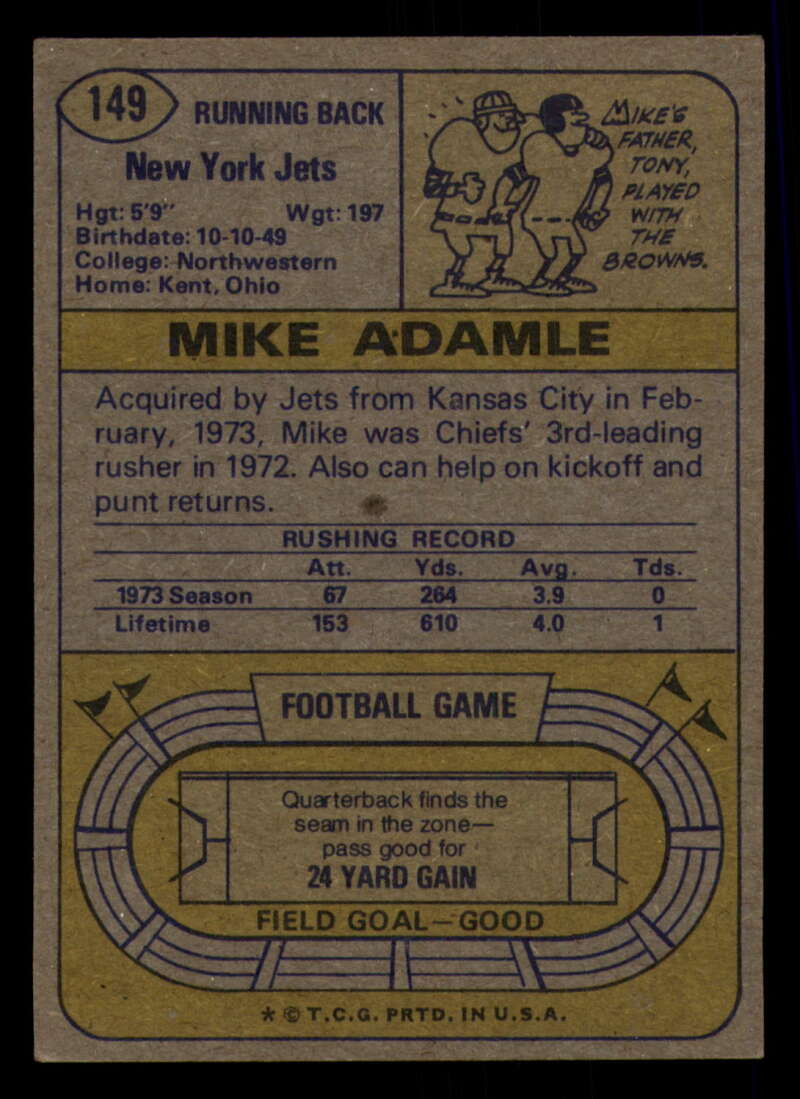 149
RUNNING BACK
New York Jets
Hgt: 5'9" Wgt: 197
Birthdate: 10-10-49
College: Northwestern
Home: Kent, Ohio
MIKE'S
FATHER,
TONY,
PLAYED
WITH
THE
BROWNS.
MIKE ADAMLE
Acquired by Jets from Kansas City in Feb-
ruary, 1973, Mike was Chiefs' 3rd-leading
rusher in 1972. Also can help on kickoff and
punt returns.
RUSHING RECORD
Att. Yds. Avg. Tds.
1973 Season 67 264 3.9 0
Lifetime 153 610 4.0 1
FOOTBALL GAME
Quarterback finds the
seam in the zone—
pass good for
24 YARD GAIN
FIELD GOAL—GOOD
* © T.C.G. PRTD. IN U.S.A.